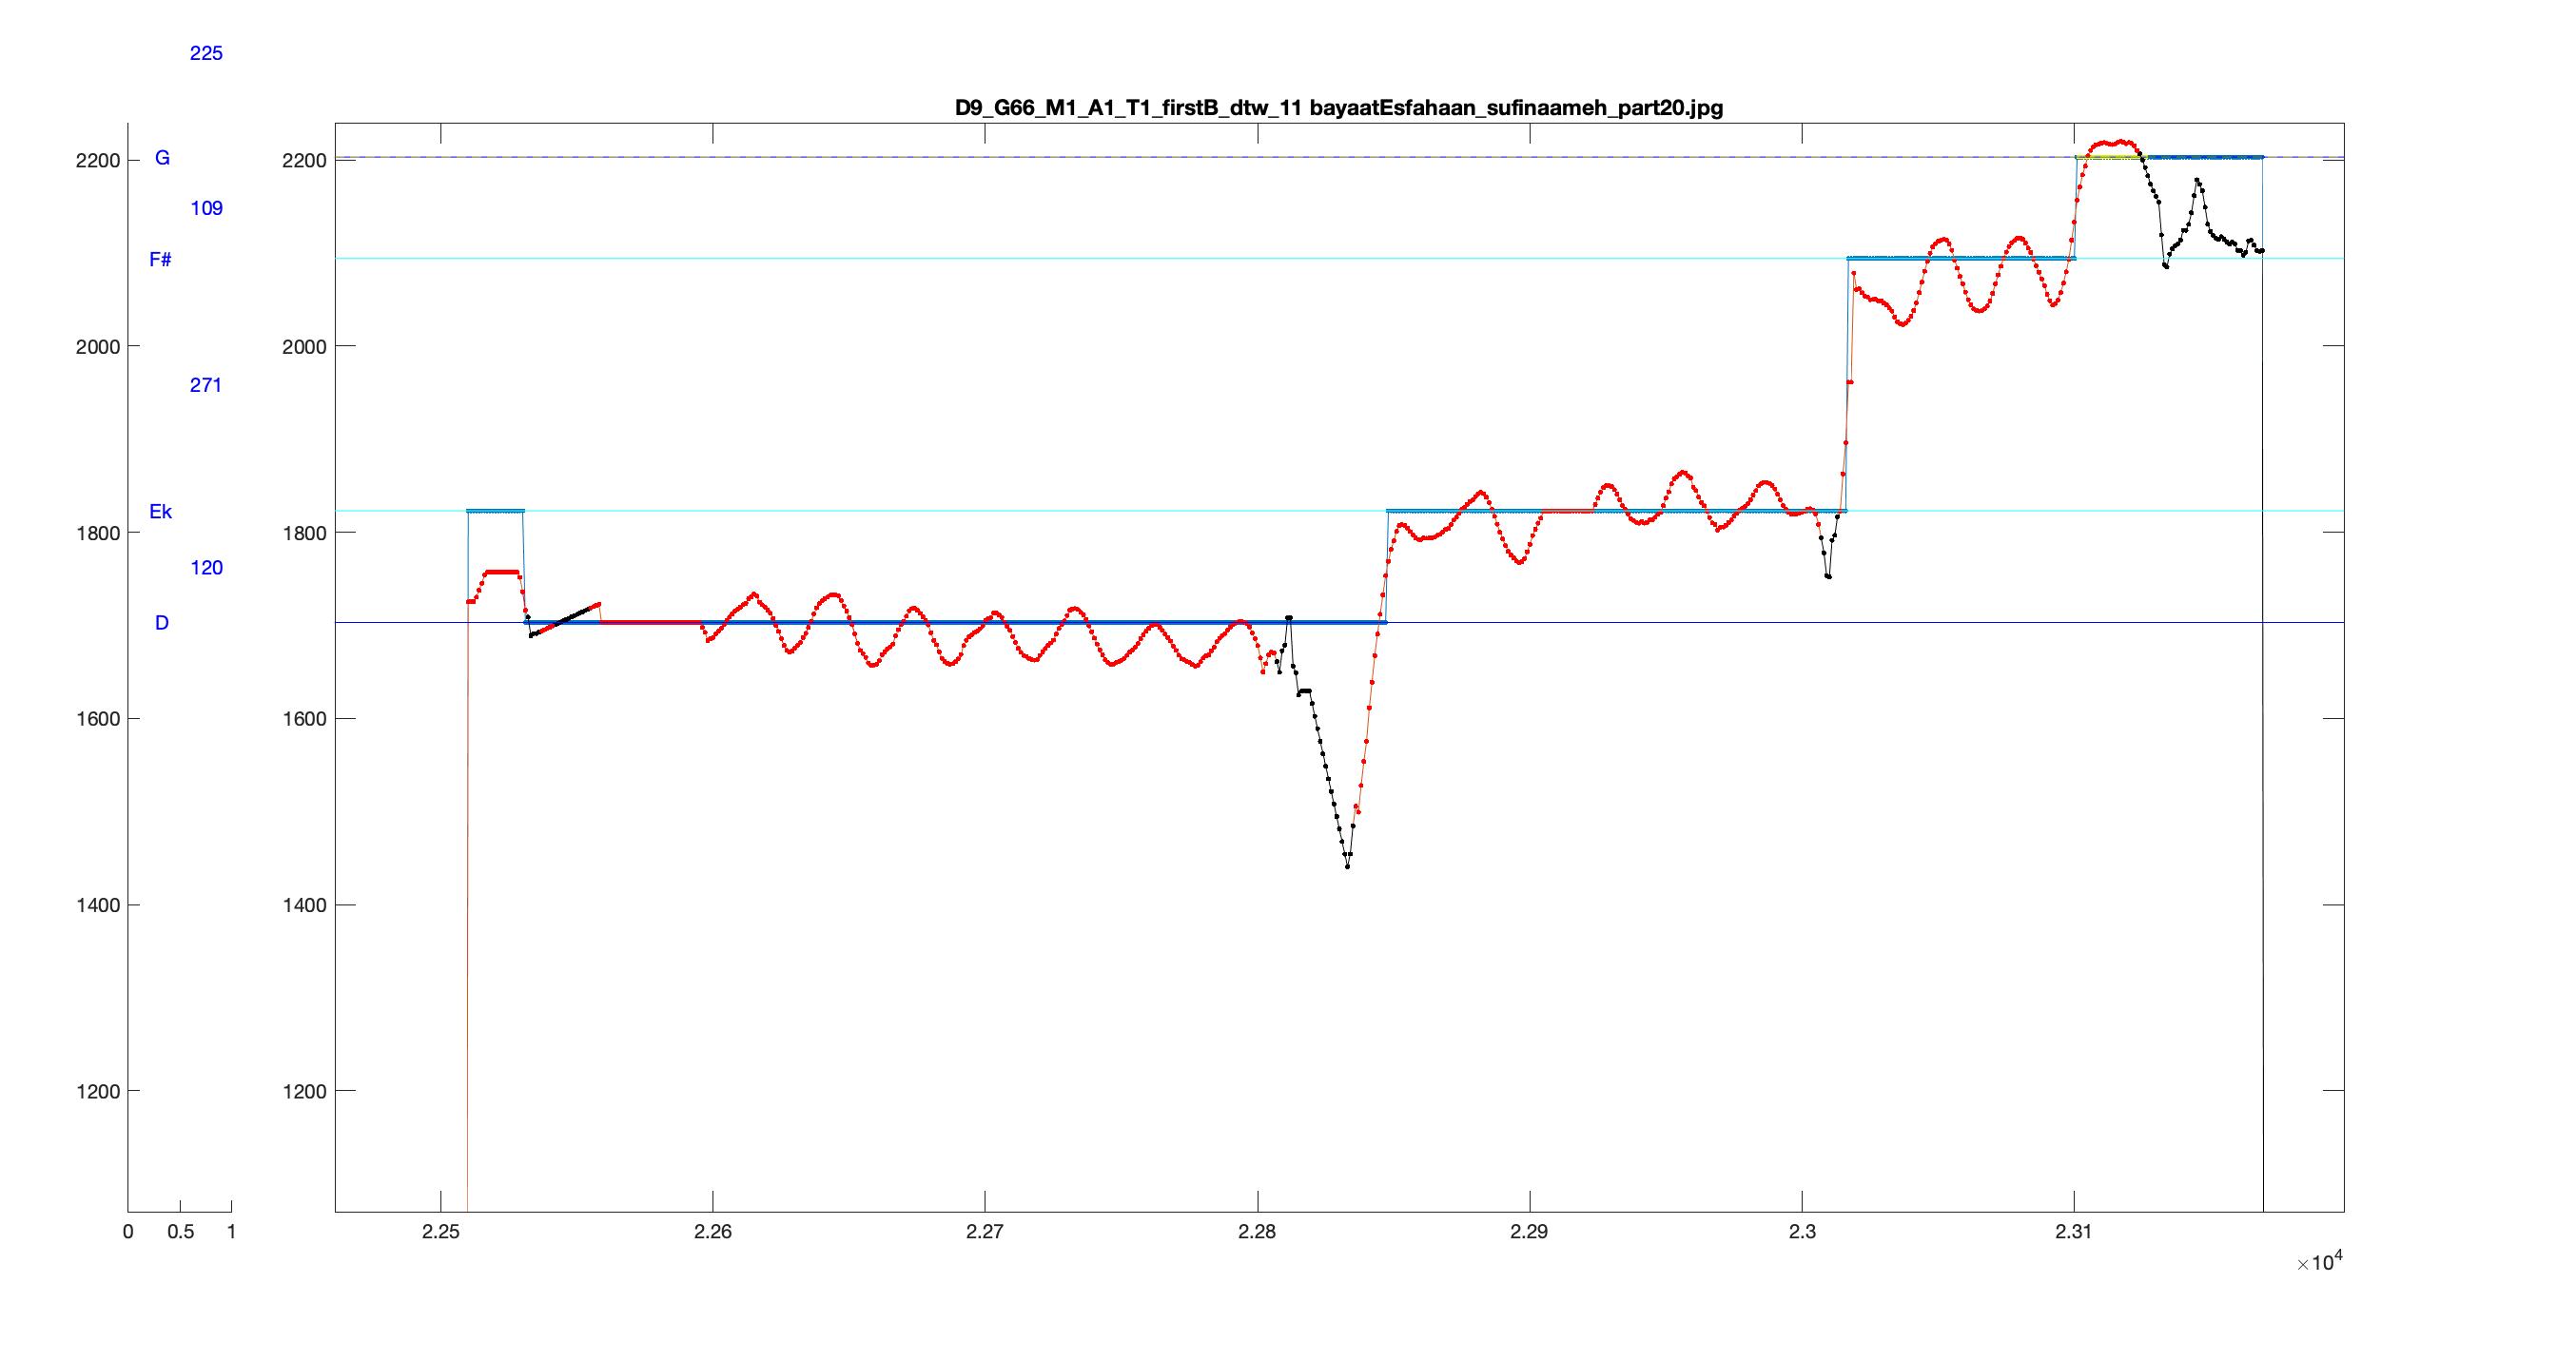 225
D9_G66_M1_A1_T1_firstB_dtw_11 bayaatEsfahaan_sufinaameh_part20.jpg
2200 G 2200
109
F#
2000 2000
271
Ek
1800 1800
120
D
1600 1600
1400 1400
1200 1200
0 0.5 1 2.25 2.26 2.27 2.28 2.29 2.3 2.31
×10^4